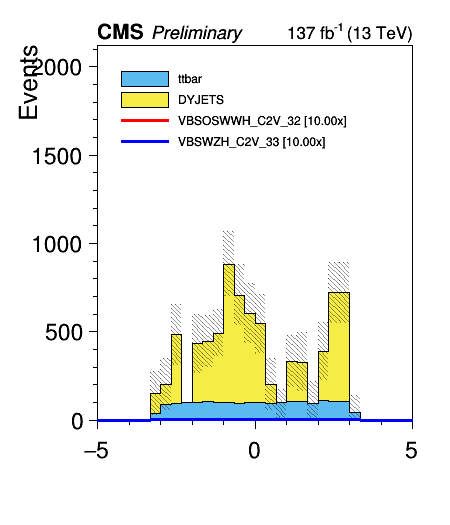 CMS Preliminary 137 fb-1 (13 TeV)
Events
2000
1500
1000
500
0
ttbar
DYJETS
VBSOSWWH_C2V_32 [10.00x]
VBSWZH_C2V_33 [10.00x]
−5 0 5